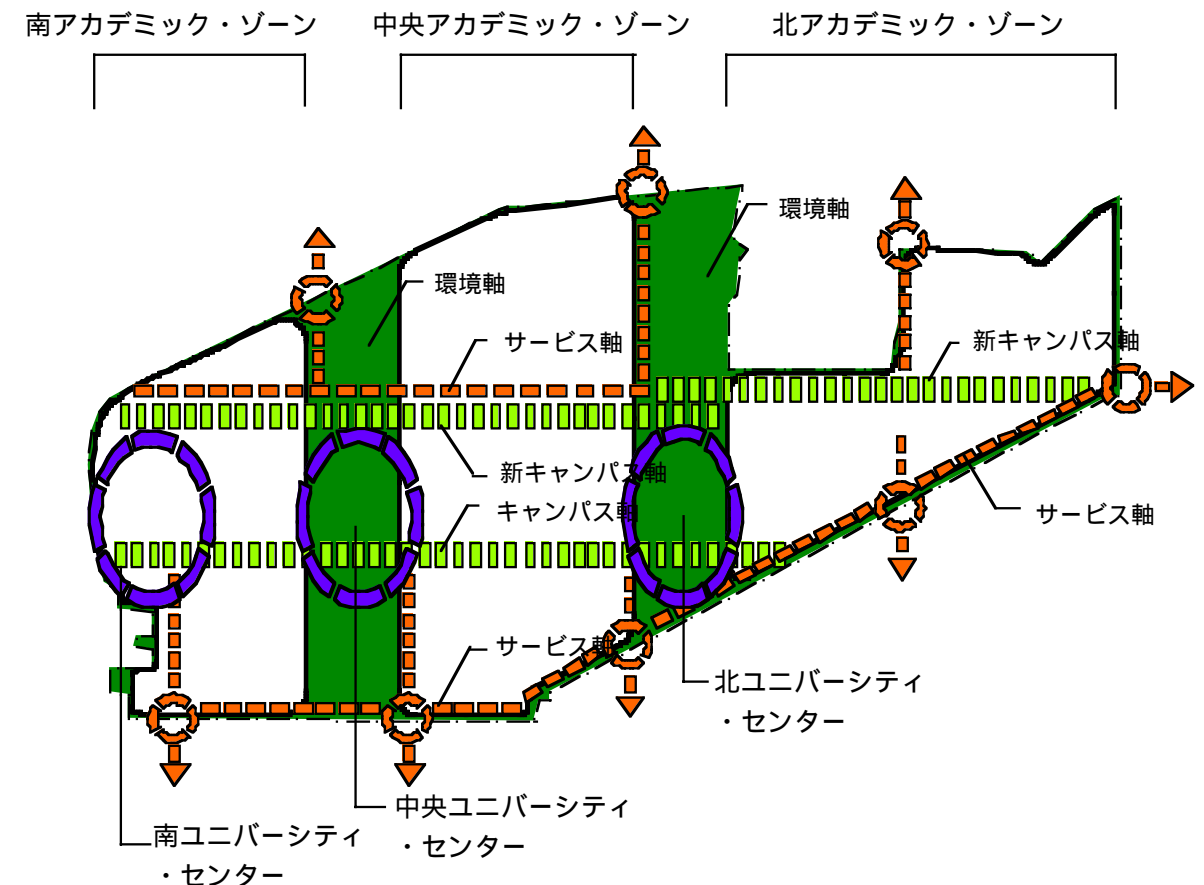 南アカデミック・ゾーン
中央アカデミック・ゾーン
北アカデミック・ゾーン
環境軸
環境軸
サービス軸
新キャンパス軸
新キャンパス軸
キャンパス軸
サービス軸
サービス軸
北ユニバーシティ
・センター
中央ユニバーシティ
・センター
南ユニバーシティ
・センター